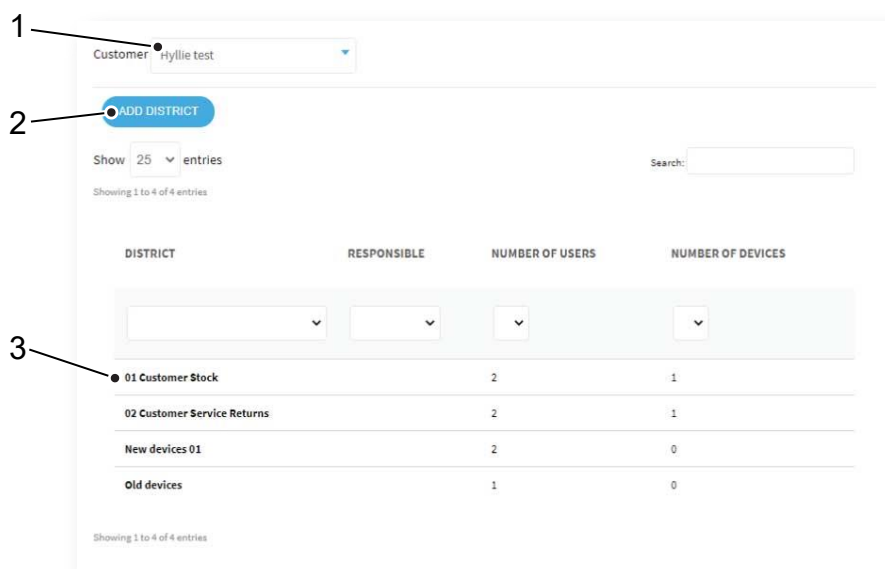 1
Customer Hyllie test
2
ADD DISTRICT
Show 25 entries
Search:
Showing 1 to 4 of 4 entries
DISTRICT RESPONSIBLE NUMBER OF USERS NUMBER OF DEVICES
3
01 Customer Stock 2 1
02 Customer Service Returns 2 1
New devices 01 2 0
Old devices 1 0
Showing 1 to 4 of 4 entries